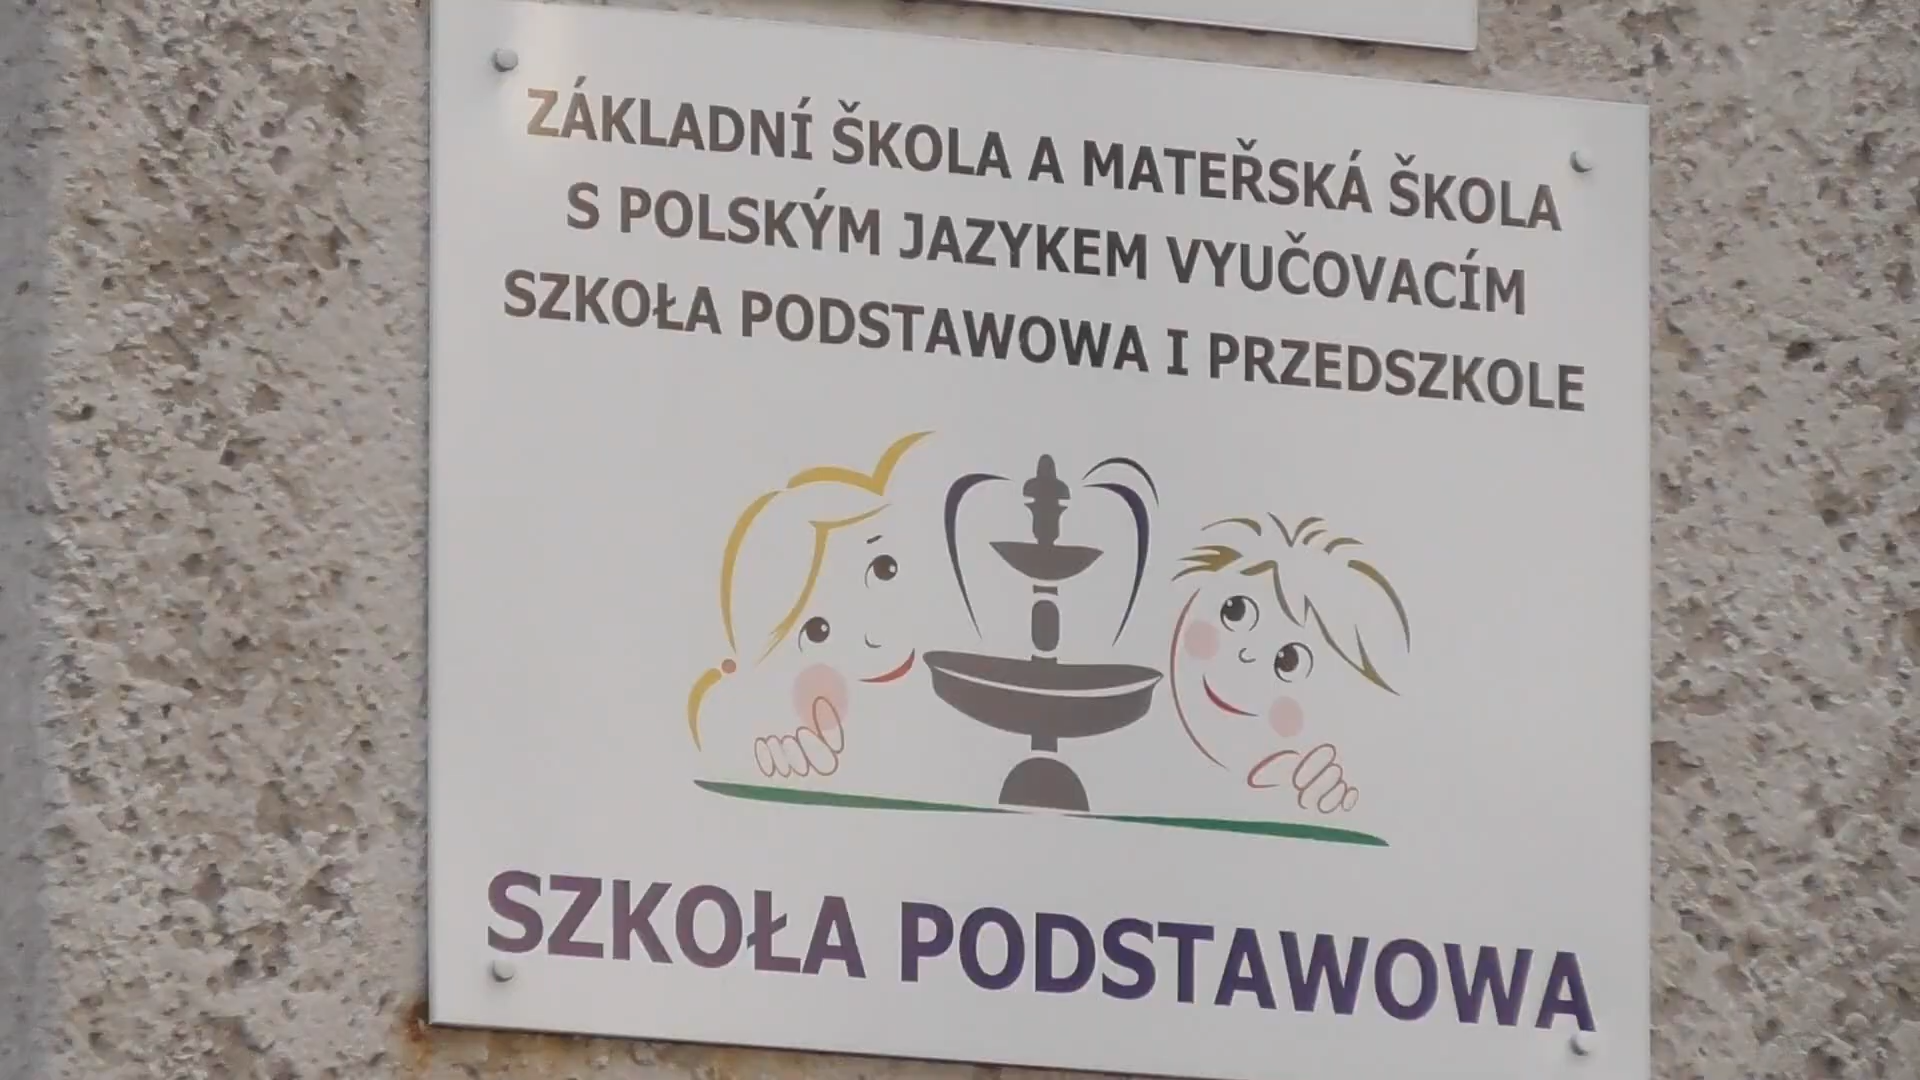 ZÁKLADNÍ ŠKOLA A MATEŘSKÁ ŠKOLA
S POLSKÝM JAZYKEM VYUČOVACÍM
SZKOŁA PODSTAWOWA I PRZEDSZKOLE
SZKOŁA PODSTAWOWA